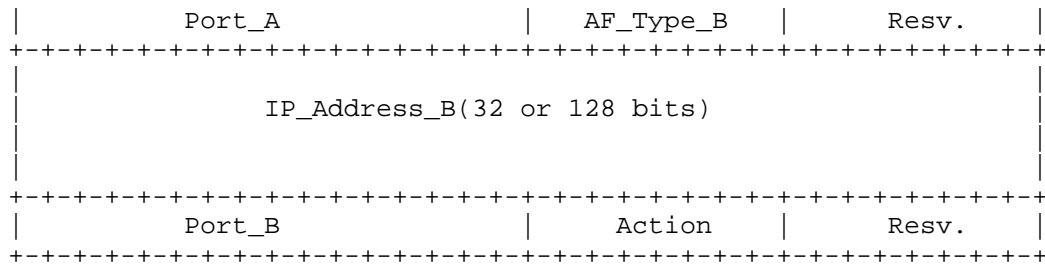 |          Port_A               |   AF_Type_B   |     Resv.     |
+-+-+-+-+-+-+-+-+-+-+-+-+-+-+-+-+-+-+-+-+-+-+-+-+-+-+-+-+-+-+-+-+
|                                                               |
|               IP_Address_B(32 or 128 bits)                    |
|                                                               |
|                                                               |
+-+-+-+-+-+-+-+-+-+-+-+-+-+-+-+-+-+-+-+-+-+-+-+-+-+-+-+-+-+-+-+-+
|          Port_B               |     Action    |     Resv.     |
+-+-+-+-+-+-+-+-+-+-+-+-+-+-+-+-+-+-+-+-+-+-+-+-+-+-+-+-+-+-+-+-+